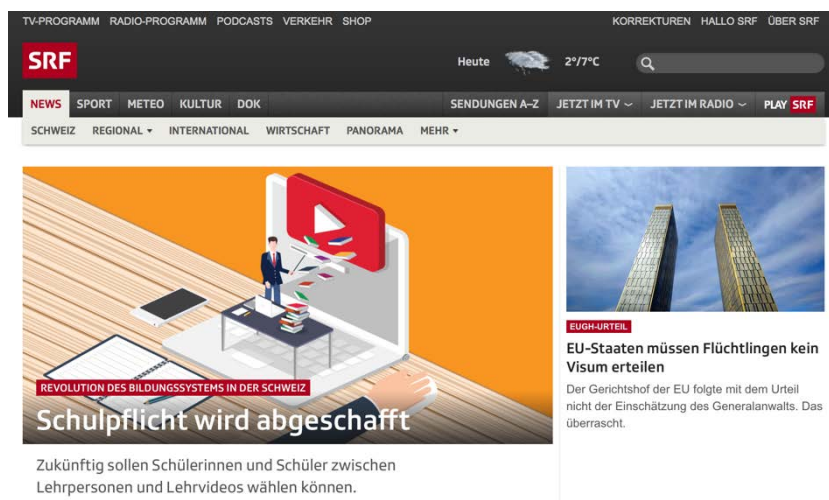 TV-PROGRAMM RADIO-PROGRAMM PODCASTS VERKEHR SHOP KORREKTUREN HALLO SRF ÜBER SRF
SRF Heute 2°/7°C
NEWS SPORT METEO KULTUR DOK SENDUNGEN A–Z JETZT IM TV JETZT IM RADIO PLAY SRF
SCHWEIZ REGIONAL INTERNATIONAL WIRTSCHAFT PANORAMA MEHR
REVOLUTION DES BILDUNGSSYSTEMS IN DER SCHWEIZ
Schulpflicht wird abgeschafft
Zukünftig sollen Schülerinnen und Schüler zwischen
Lehrpersonen und Lehrvideos wählen können.
EUGH-URTEIL
EU-Staaten müssen Flüchtlingen kein
Visum erteilen
Der Gerichtshof der EU folgte mit dem Urteil
nicht der Einschätzung des Generalanwalts. Das
überrascht.